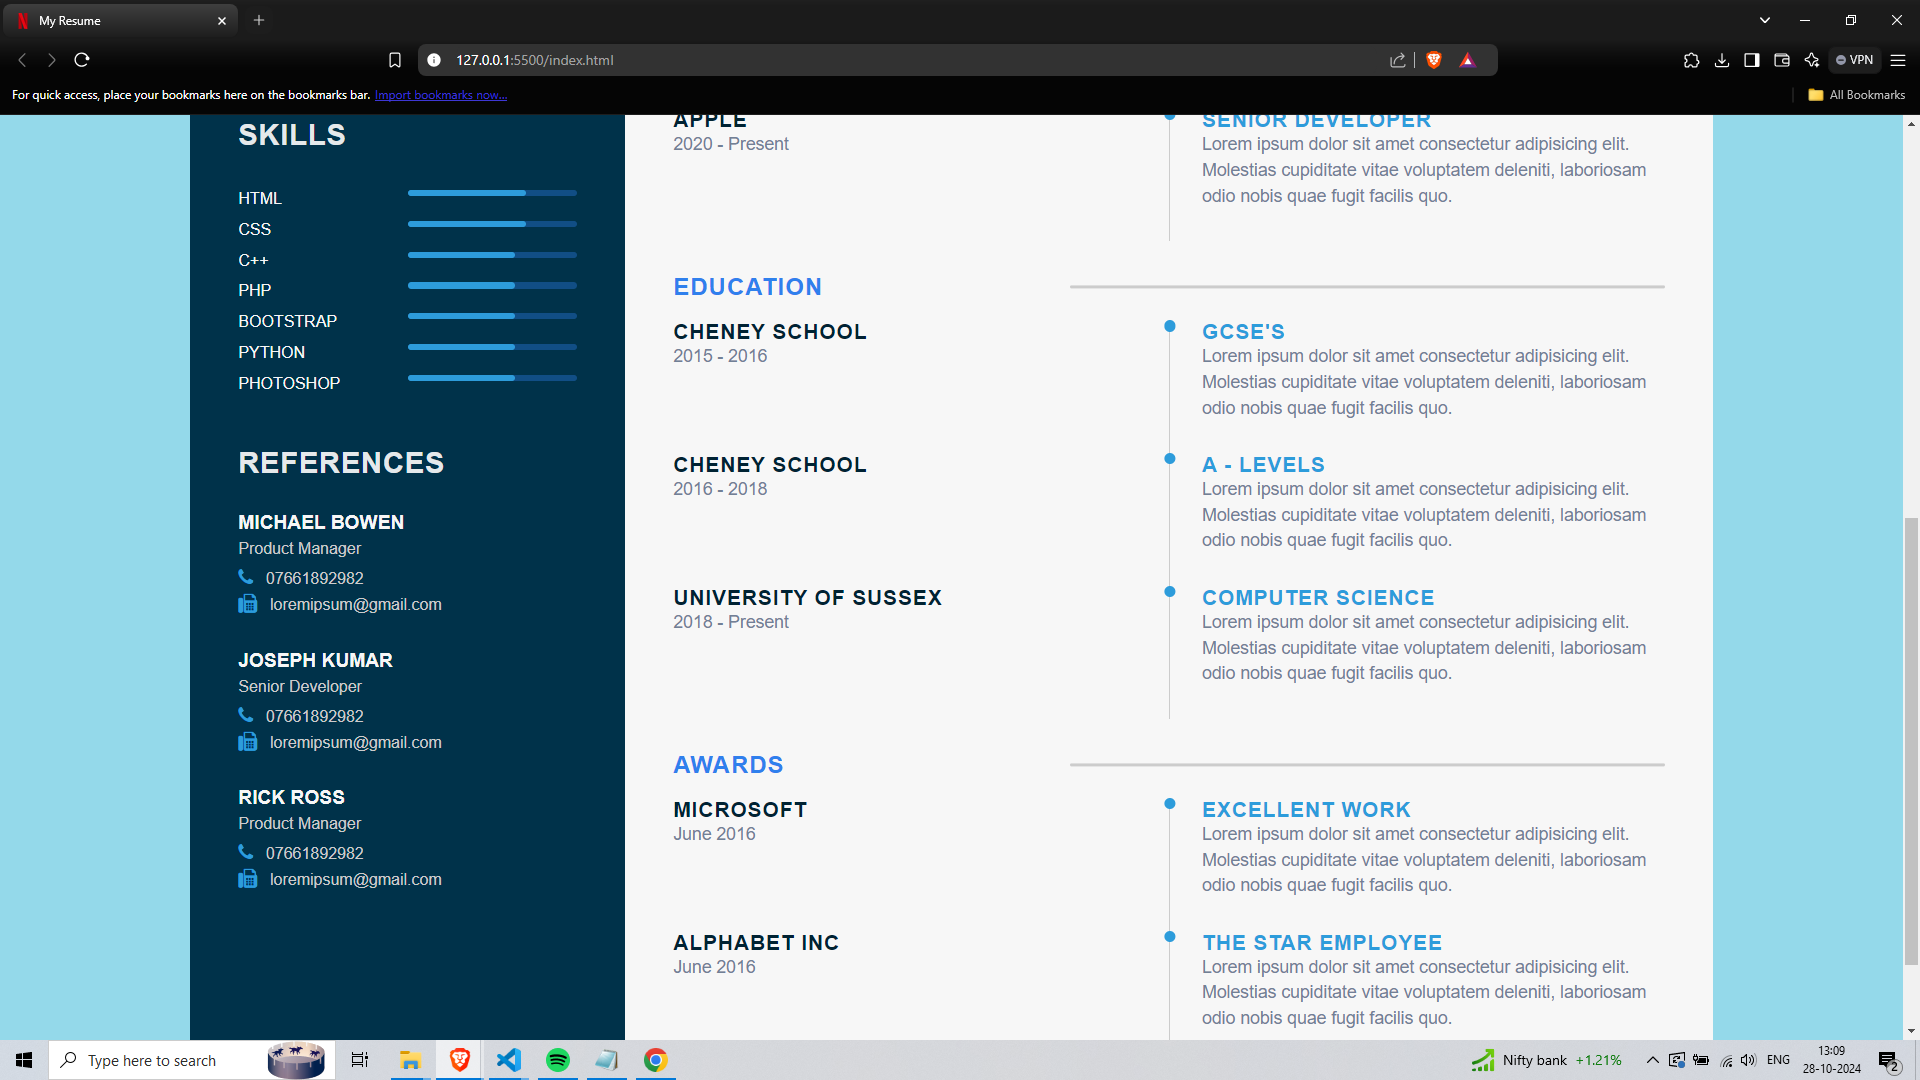 My Resume
127.0.0.1:5500/index.html
VPN
For quick access, place your bookmarks here on the bookmarks bar. Import bookmarks now...
All Bookmarks
SKILLS
HTML
CSS
C++
PHP
BOOTSTRAP
PYTHON
PHOTOSHOP
REFERENCES
MICHAEL BOWEN
Product Manager
07661892982
loremipsum@gmail.com
JOSEPH KUMAR
Senior Developer
07661892982
loremipsum@gmail.com
RICK ROSS
Product Manager
07661892982
loremipsum@gmail.com
APPLE
2020 - Present
SENIOR DEVELOPER
Lorem ipsum dolor sit amet consectetur adipisicing elit.
Molestias cupiditate vitae voluptatem deleniti, laboriosam
odio nobis quae fugit facilis quo.
EDUCATION
CHENEY SCHOOL
2015 - 2016
GCSE'S
Lorem ipsum dolor sit amet consectetur adipisicing elit.
Molestias cupiditate vitae voluptatem deleniti, laboriosam
odio nobis quae fugit facilis quo.
CHENEY SCHOOL
2016 - 2018
A - LEVELS
Lorem ipsum dolor sit amet consectetur adipisicing elit.
Molestias cupiditate vitae voluptatem deleniti, laboriosam
odio nobis quae fugit facilis quo.
UNIVERSITY OF SUSSEX
2018 - Present
COMPUTER SCIENCE
Lorem ipsum dolor sit amet consectetur adipisicing elit.
Molestias cupiditate vitae voluptatem deleniti, laboriosam
odio nobis quae fugit facilis quo.
AWARDS
MICROSOFT
June 2016
EXCELLENT WORK
Lorem ipsum dolor sit amet consectetur adipisicing elit.
Molestias cupiditate vitae voluptatem deleniti, laboriosam
odio nobis quae fugit facilis quo.
ALPHABET INC
June 2016
THE STAR EMPLOYEE
Lorem ipsum dolor sit amet consectetur adipisicing elit.
Molestias cupiditate vitae voluptatem deleniti, laboriosam
odio nobis quae fugit facilis quo.
Type here to search
Nifty bank +1.21%
ENG
13:09
28-10-2024
2